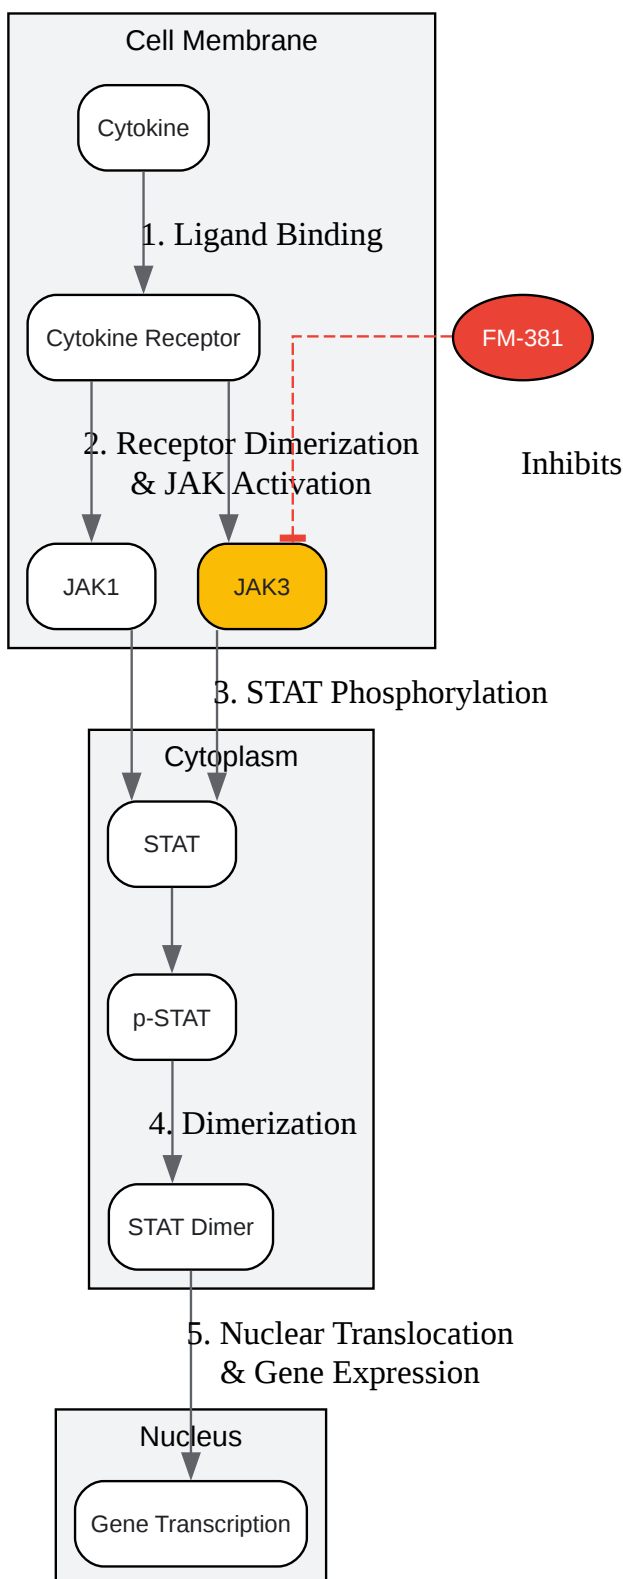 Cell Membrane
Cytokine
1. Ligand Binding
Cytokine Receptor
FM-381
2. Receptor Dimerization
& JAK Activation
Inhibits
JAK1
JAK3
3. STAT Phosphorylation
Cytoplasm
STAT
p-STAT
4. Dimerization
STAT Dimer
5. Nuclear Translocation
& Gene Expression
Nucleus
Gene Transcription